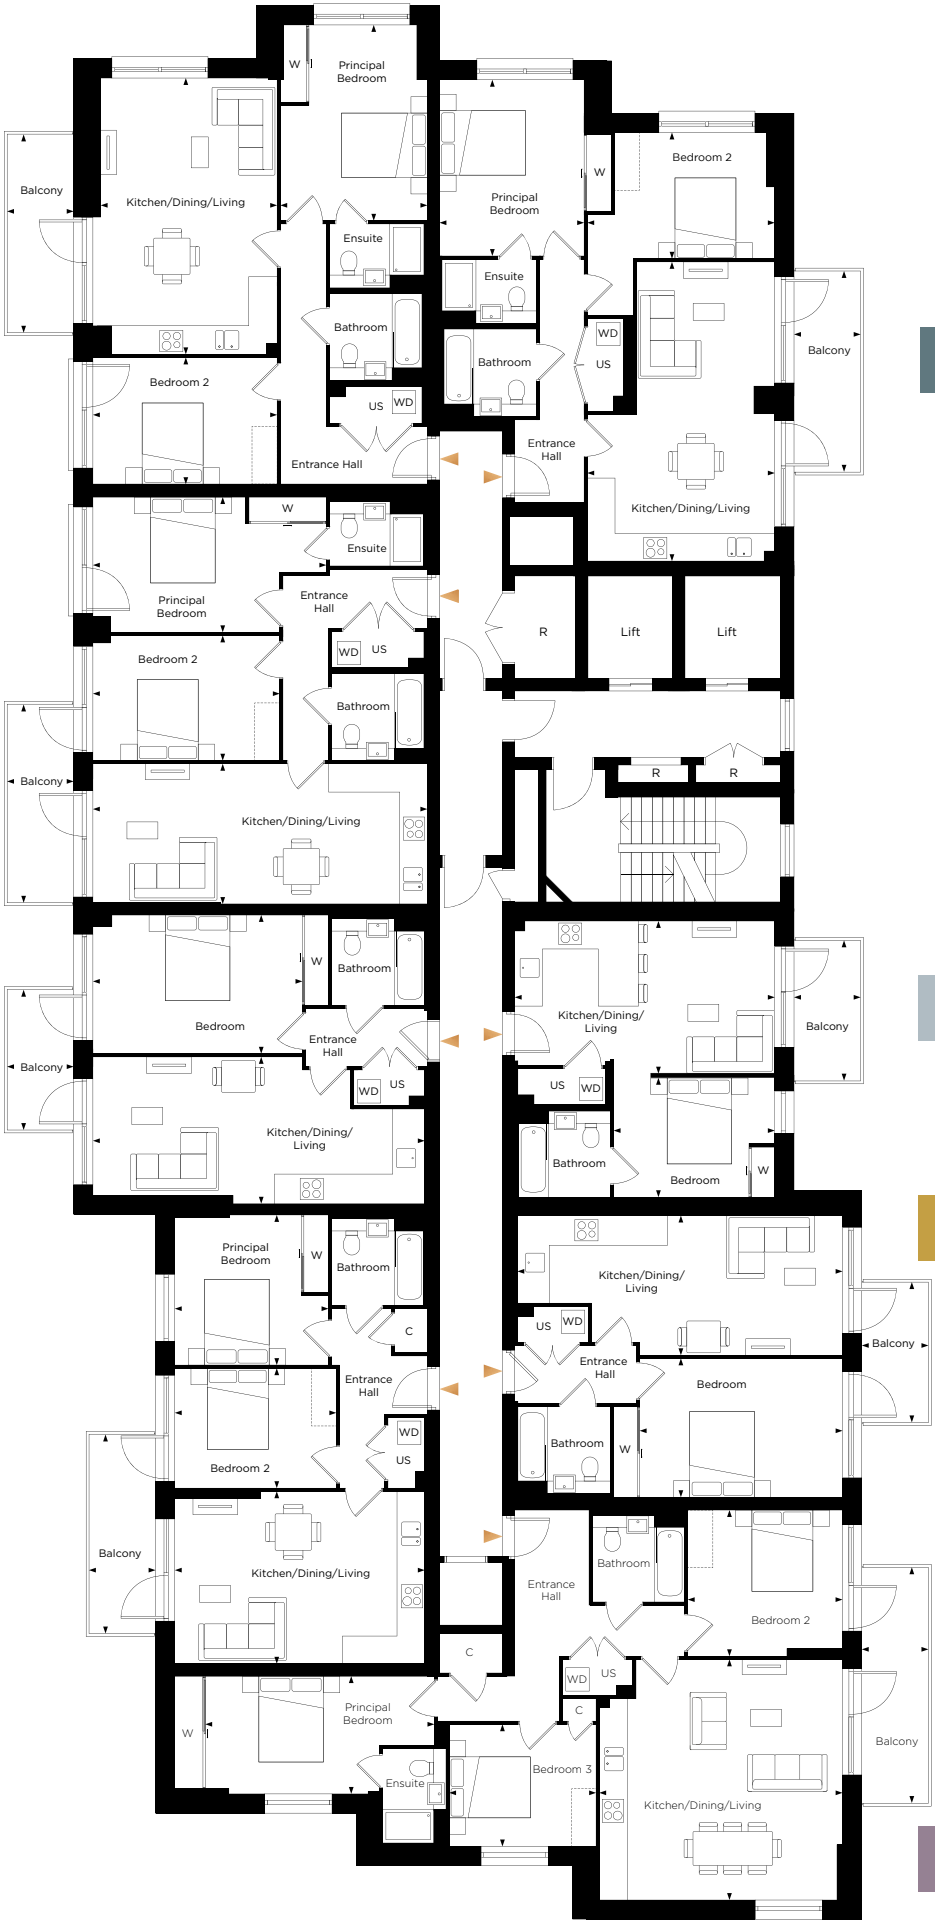 W
Principal
Bedroom
Balcony
Kitchen/Dining/Living
Ensuite
Bathroom
Bedroom 2
US
WD
Entrance Hall
Principal
Bedroom
W
Bedroom 2
Ensuite
Bathroom
WD
US
Balcony
Entrance
Hall
Kitchen/Dining/Living
W
Ensuite
Principal
Bedroom
Entrance
Hall
WD
US
Bedroom 2
Bathroom
Balcony
Kitchen/Dining/Living
R
Lift
Lift
R
R
W
Bathroom
Bedroom
Entrance
Hall
Balcony
WD
US
Kitchen/Dining/
Living
Kitchen/Dining/
Living
Balcony
US
WD
Bathroom
Bedroom
W
Principal
Bedroom
W
Bathroom
C
Entrance
Hall
WD
US
Bedroom 2
Balcony
Kitchen/Dining/Living
Kitchen/Dining/
Living
US
WD
Entrance
Hall
Balcony
Bedroom
Bathroom
W
Entrance
Hall
Bathroom
Bedroom 2
C
WD
US
C
Principal
Bedroom
W
Ensuite
Bedroom 3
Balcony
Kitchen/Dining/Living